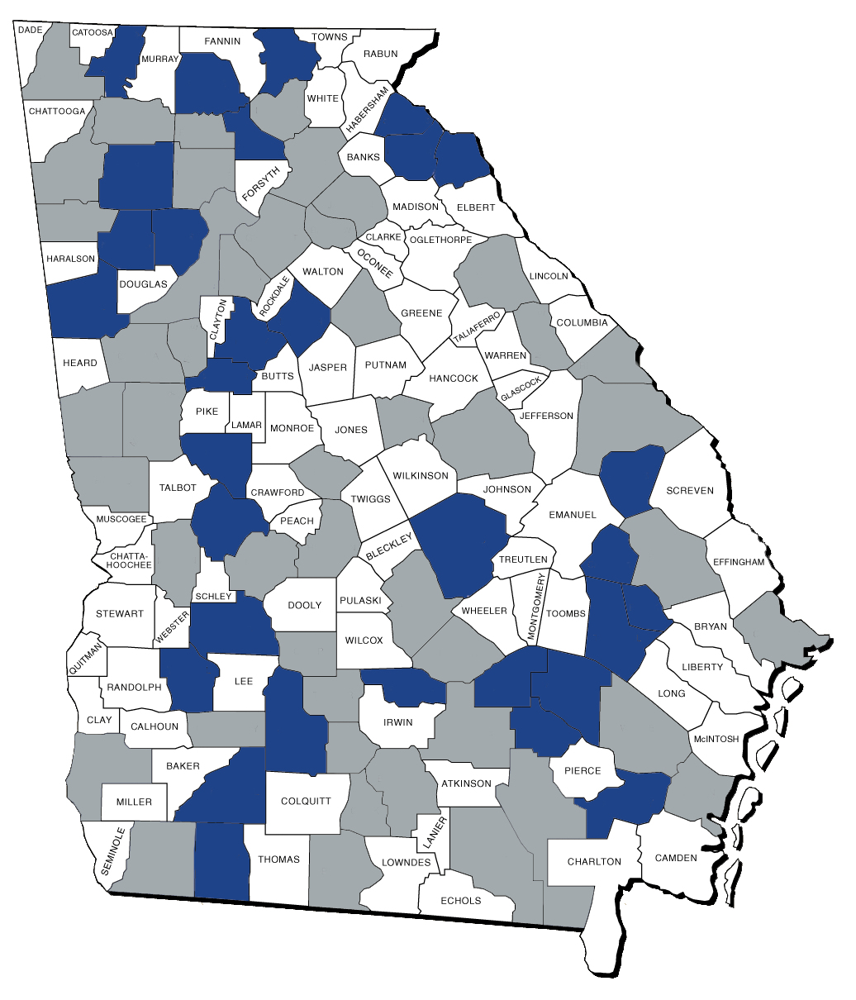 DADE
CATOOSA
MURRAY
FANNIN
TOWNS
RABUN
WHITE
HABERSHAM
CHATTOOGA
BANKS
FORSYTH
MADISON
ELBERT
CLARKE
OGLETHORPE
HARALSON
DOUGLAS
OCONEE
WALTON
ROCKDALE
LINCOLN
CLAYTON
GREENE
TALIAFERRO
COLUMBIA
HEARD
BUTTS
JASPER
PUTNAM
WARREN
HANCOCK
GLASCOCK
PIKE
LAMAR
MONROE
JONES
JEFFERSON
TALBOT
CRAWFORD
TWIGGS
WILKINSON
JOHNSON
SCREVEN
MUSCOGEE
PEACH
EMANUEL
CHATTA-
HOOCHEE
BLECKLEY
TREUTLEN
EFFINGHAM
SCHLEY
STEWART
WEBSTER
DOOLY
PULASKI
WHEELER
MONTGOMERY
TOOMBS
BRYAN
QUITMAN
WILCOX
LIBERTY
RANDOLPH
LEE
LONG
CLAY
CALHOUN
IRWIN
McINTOSH
BAKER
PIERCE
MILLER
COLQUITT
ATKINSON
SEMINOLE
THOMAS
LANIER
LOWNDES
CHARLTON
CAMDEN
ECHOLS